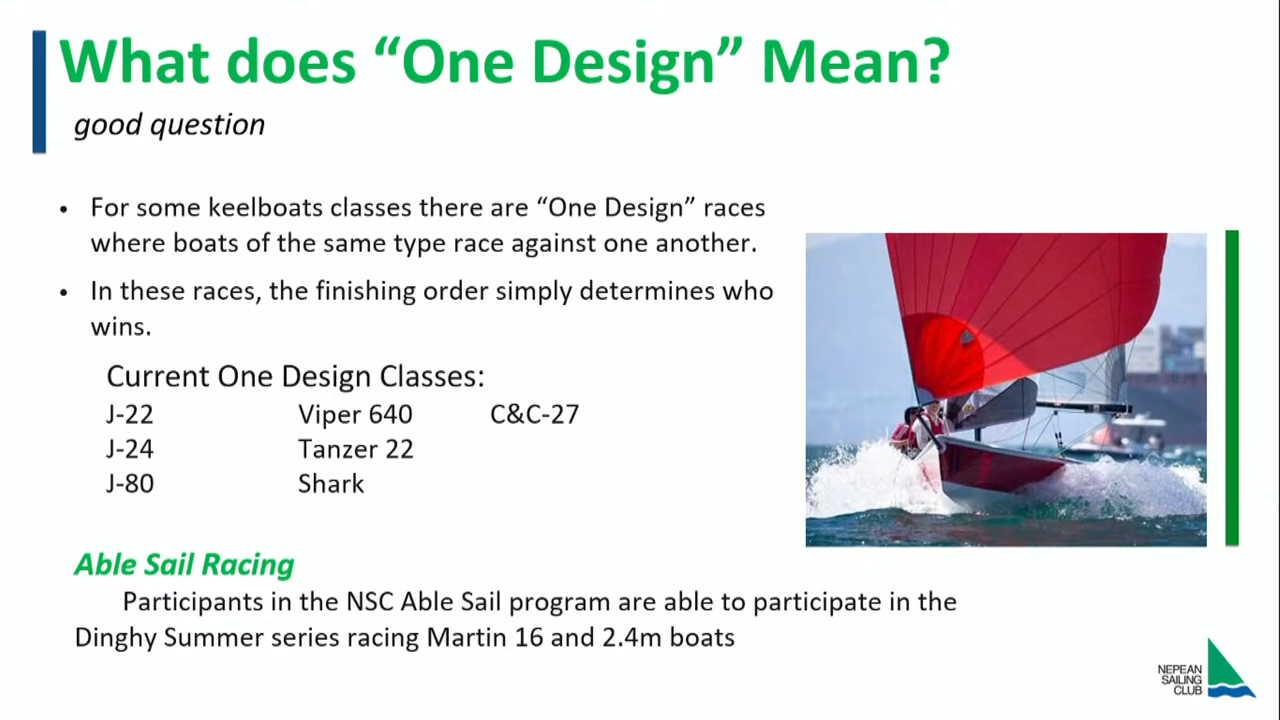 What does “One Design” Mean?
good question
• For some keelboats classes there are “One Design” races
where boats of the same type race against one another.
• In these races, the finishing order simply determines who
wins.
Current One Design Classes:
J-22 Viper 640 C&C-27
J-24 Tanzer 22
J-80 Shark
Able Sail Racing
Participants in the NSC Able Sail program are able to participate in the
Dinghy Summer series racing Martin 16 and 2.4m boats
NEPEAN
SAILING
CLUB